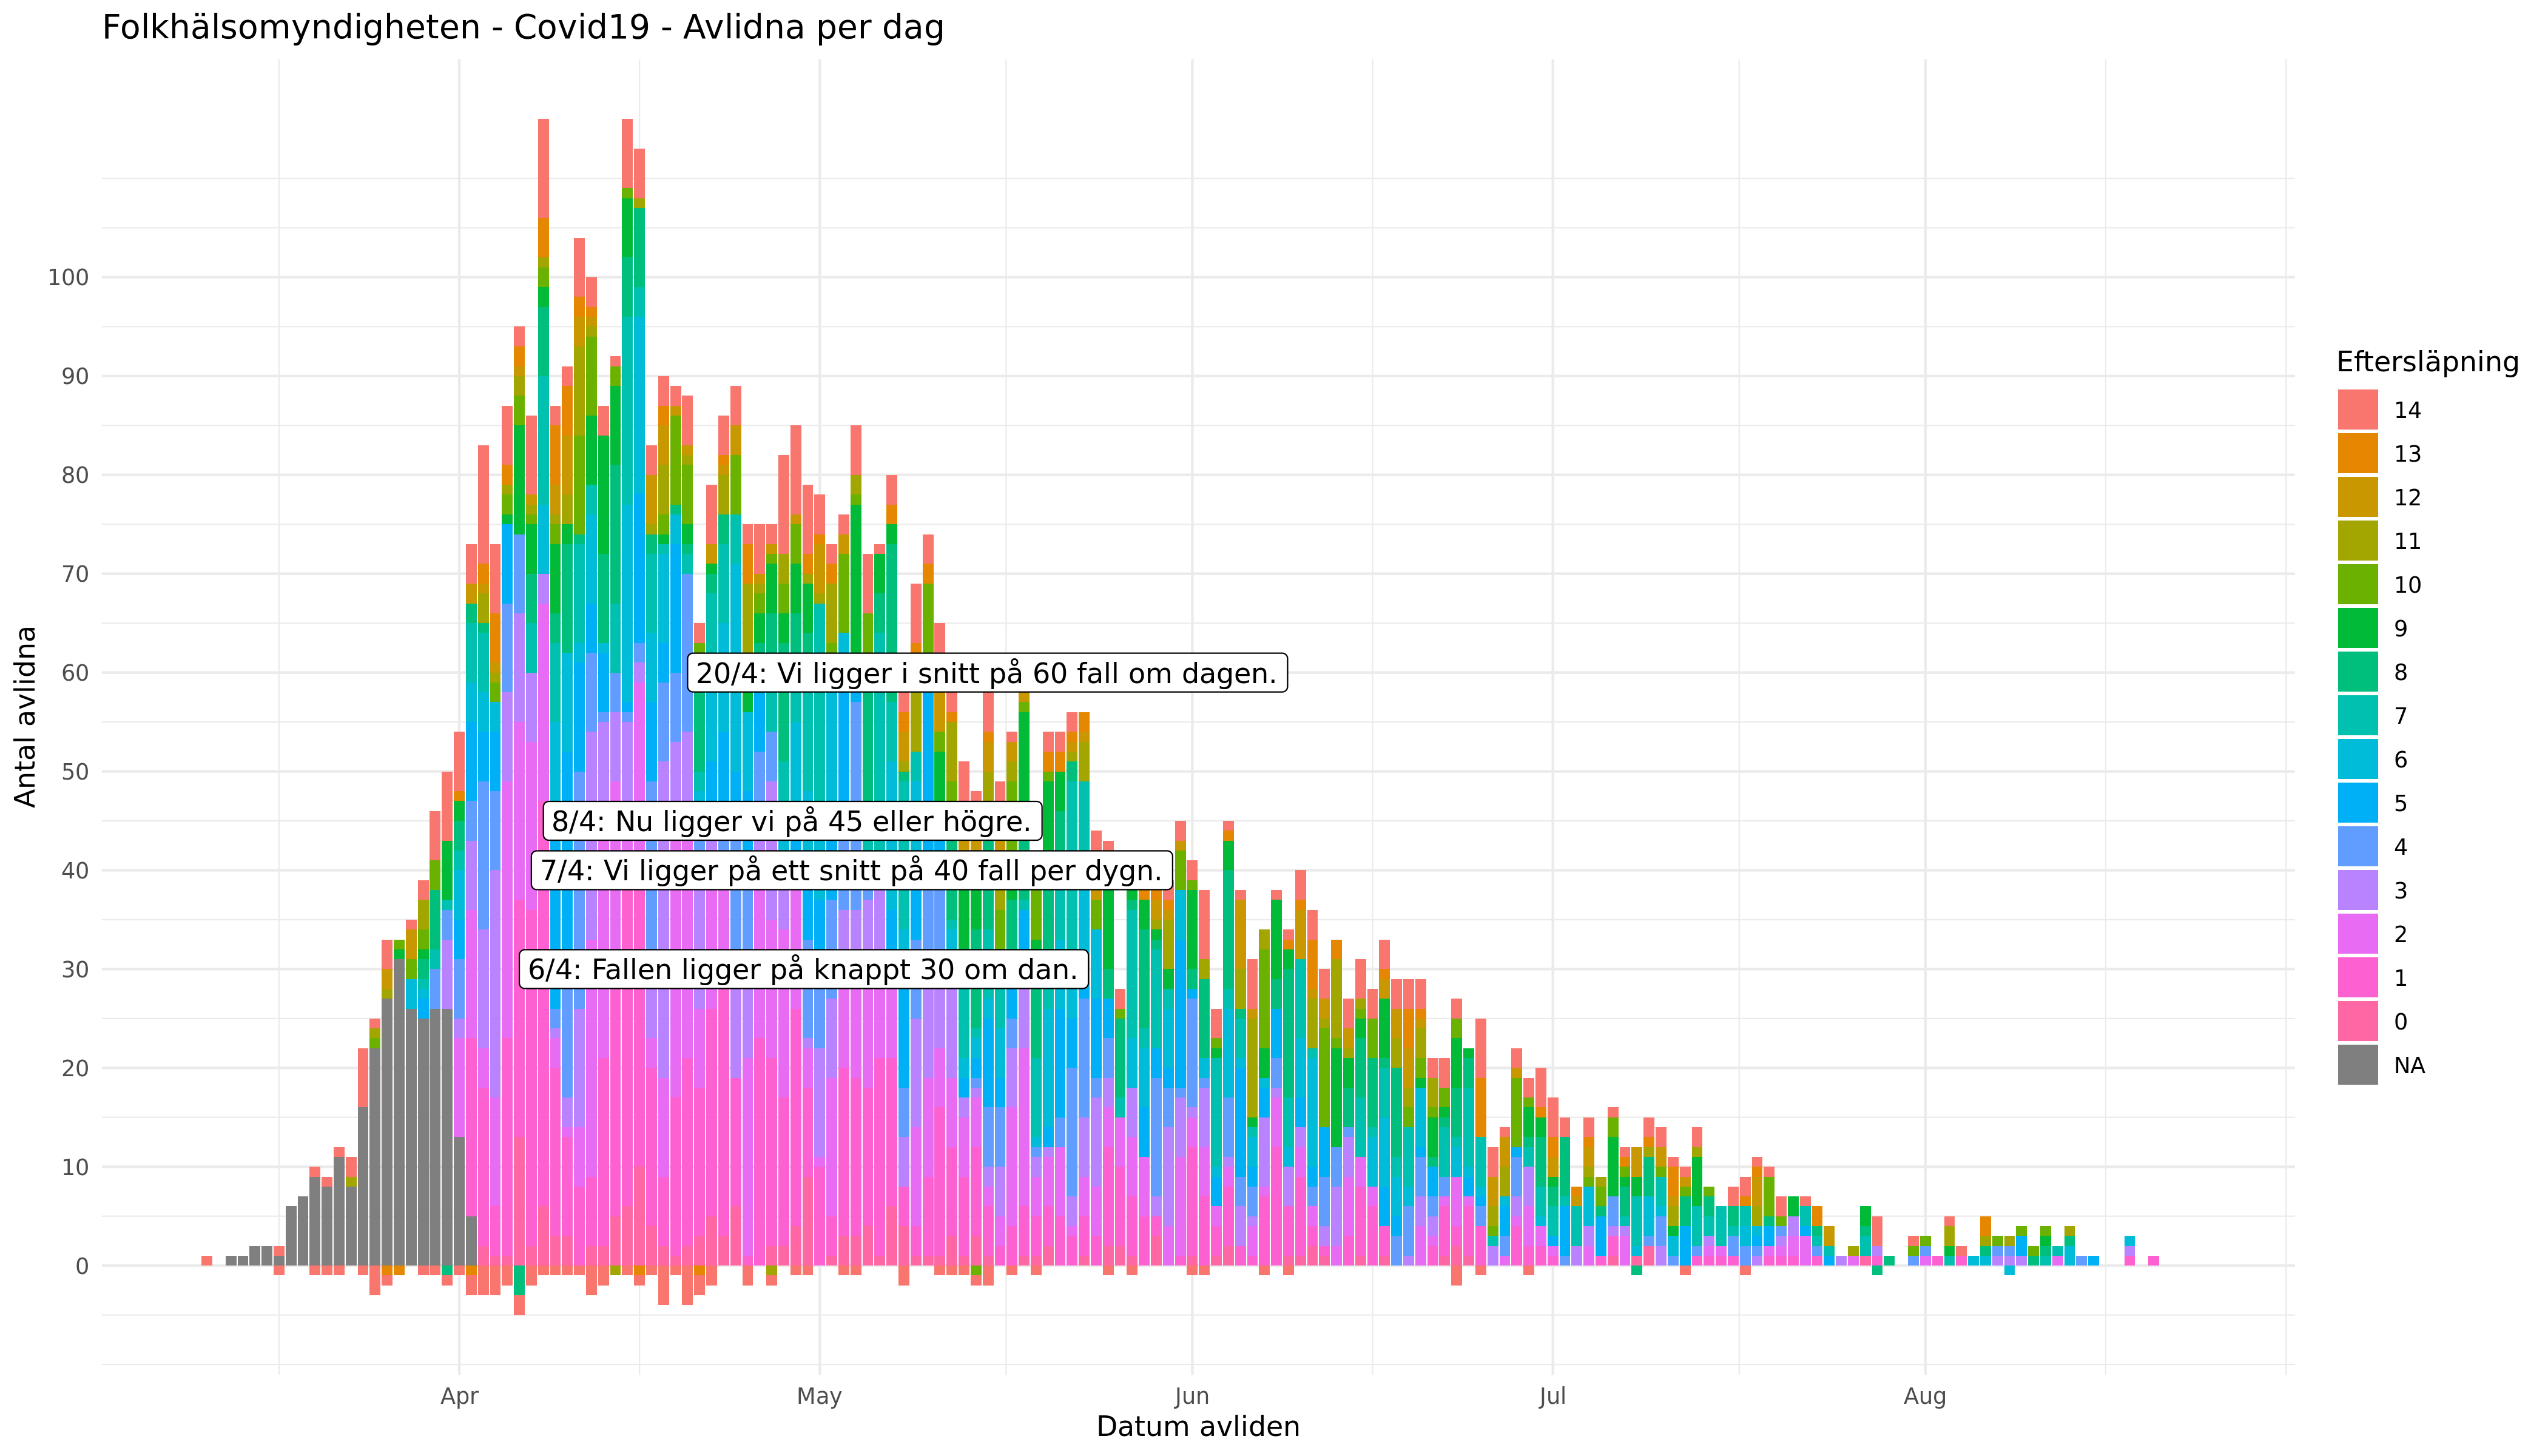 Folkhälsomyndigheten - Covid19 - Avlidna per dag
Antal avlidna
100
90
80
70
60
50
40
30
20
10
0
20/4: Vi ligger i snitt på 60 fall om dagen.
8/4: Nu ligger vi på 45 eller högre.
7/4: Vi ligger på ett snitt på 40 fall per dygn.
6/4: Fallen ligger på knappt 30 om dan.
Apr
May
Jun
Jul
Aug
Datum avliden
Eftersläpning
14
13
12
11
10
9
8
7
6
5
4
3
2
1
0
NA